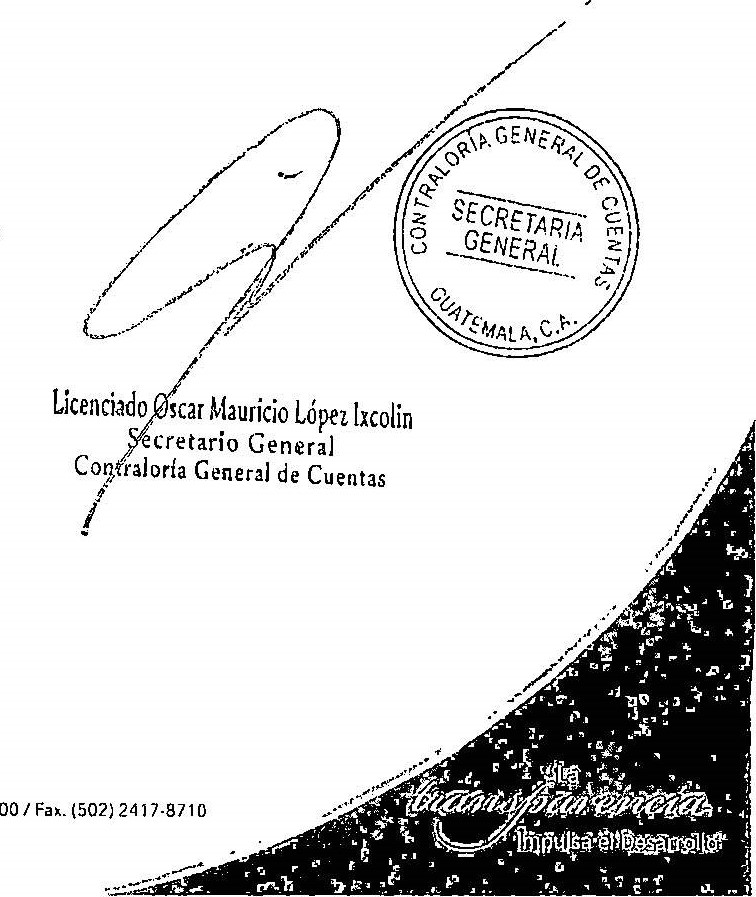 CONTRALORÍA GENERAL DE CUENTAS
SECRETARIA
GENERAL
GUATEMALA, C.A.
Licenciado Oscar Mauricio López Ixcolin
Secretario General
Contraloría General de Cuentas
00 / Fax. (502) 2417-8710
La
transparencia
Impulsa el Desarrollo